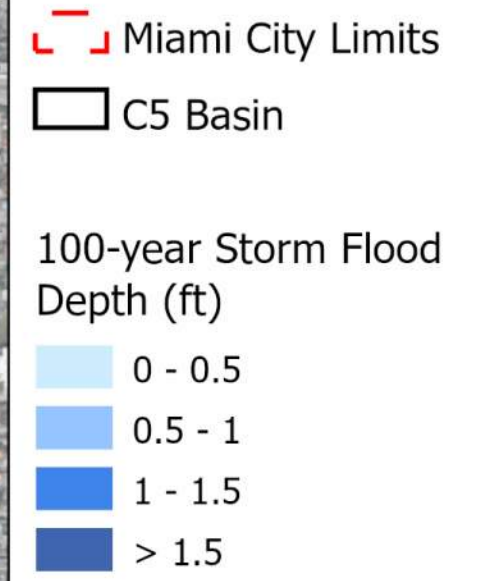 Miami City Limits
C5 Basin
100-year Storm Flood
Depth (ft)
0 - 0.5
0.5 - 1
1 - 1.5
> 1.5